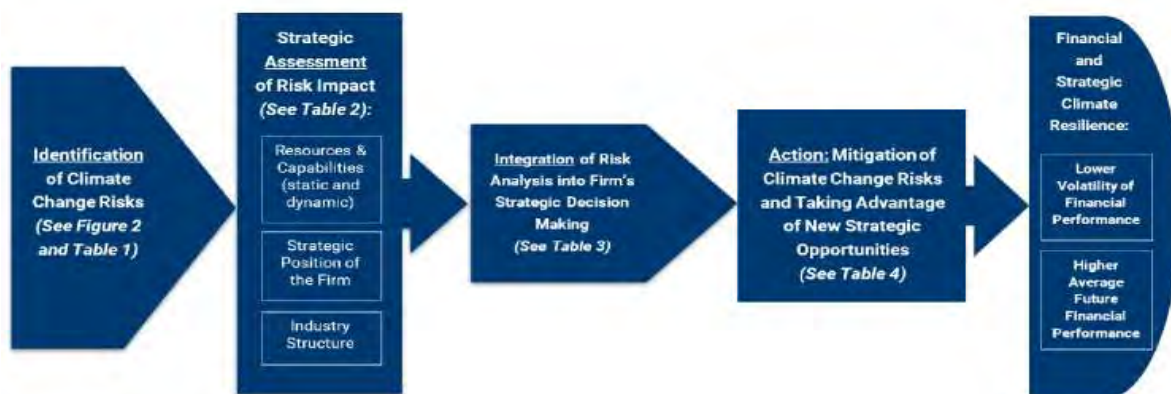 Identification
of Climate
Change Risks
(See Figure 2
and Table 1)
Strategic
Assessment
of Risk Impact
(See Table 2):
Resources &
Capabilities
(static and
dynamic)
Strategic
Position of
the Firm
Industry
Structure
Integration of Risk
Analysis into Firm's
Strategic Decision
Making
(See Table 3)
Action: Mitigation of
Climate Change Risks
and Taking Advantage
of New Strategic
Opportunities
(See Table 4)
Financial
and
Strategic
Climate
Resilience:
Lower
Volatility of
Financial
Performance
Higher
Average
Future
Financial
Performance